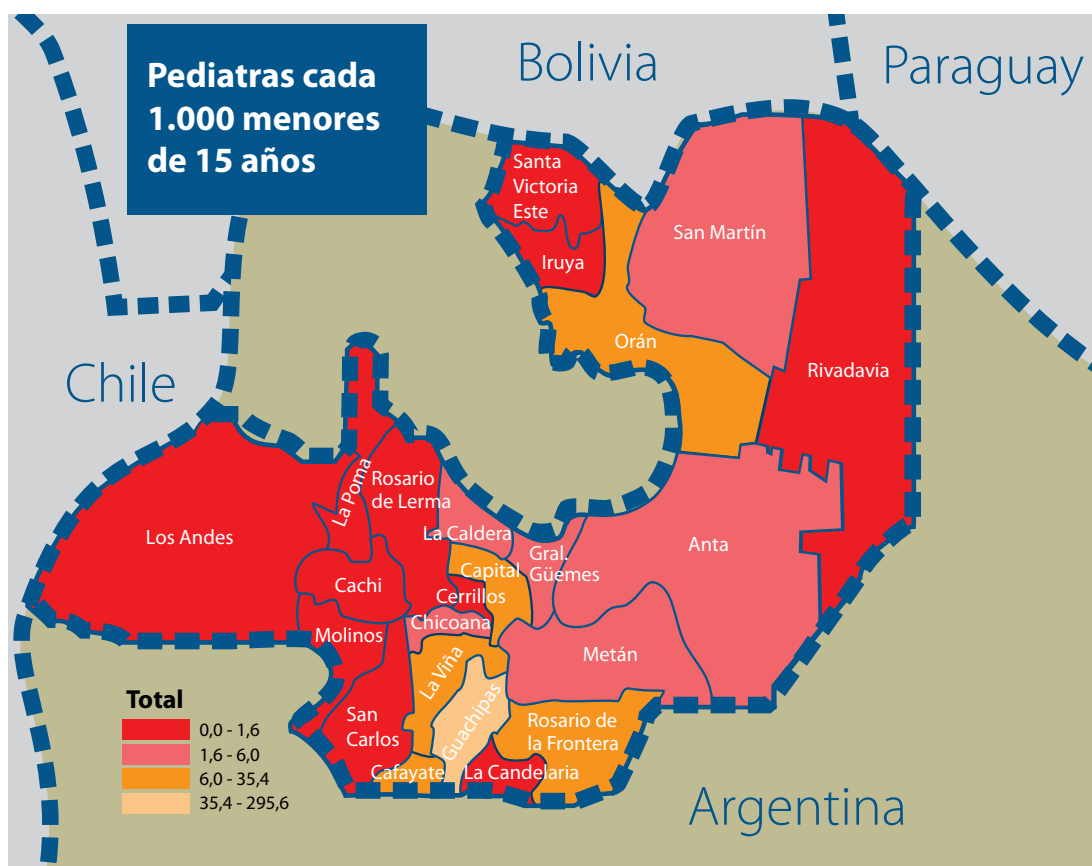 Pediatras cada
1.000 menores
de 15 años
Bolivia
Paraguay
Chile
Argentina
Santa
Victoria
Este
Iruya
San Martín
Orán
Rivadavia
La Poma
Rosario
de Lerma
Los Andes
La Caldera
Gral.
Güemes
Anta
Capital
Cachi
Cerrillos
Chicoana
Molinos
Metán
La Viña
Guachipas
San
Carlos
Rosario de
la Frontera
Cafayate
La Candelaria
Total
0,0 - 1,6
1,6 - 6,0
6,0 - 35,4
35,4 - 295,6